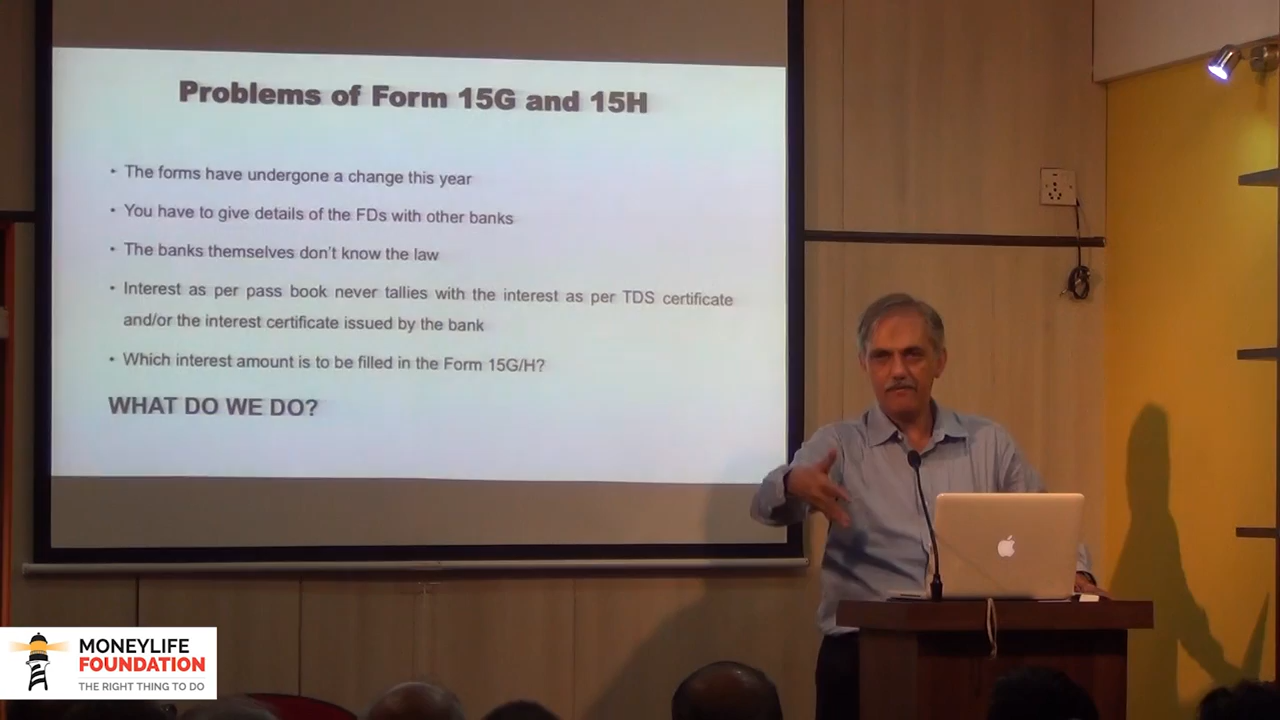 Problems of Form 15G and 15H
• The forms have undergone a change this year
• You have to give details of the FDs with other banks
• The banks themselves don't know the law
• Interest as per pass book never tallies with the interest as per TDS certificate
and/or the interest certificate issued by the bank
• Which interest amount is to be filled in the Form 15G/H?
WHAT DO WE DO?
MONEYLIFE
FOUNDATION
THE RIGHT THING TO DO